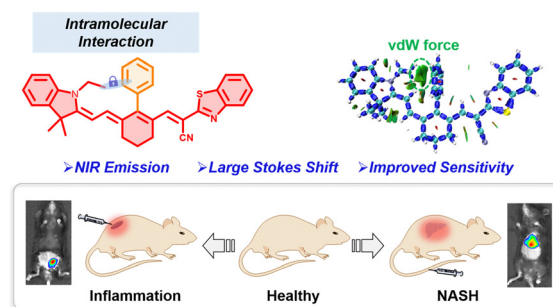 Intramolecular
Interaction
vdW force
N
S
N
CN
➢NIR Emission
➢Large Stokes Shift
➢Improved Sensitivity
Inflammation
Healthy
NASH